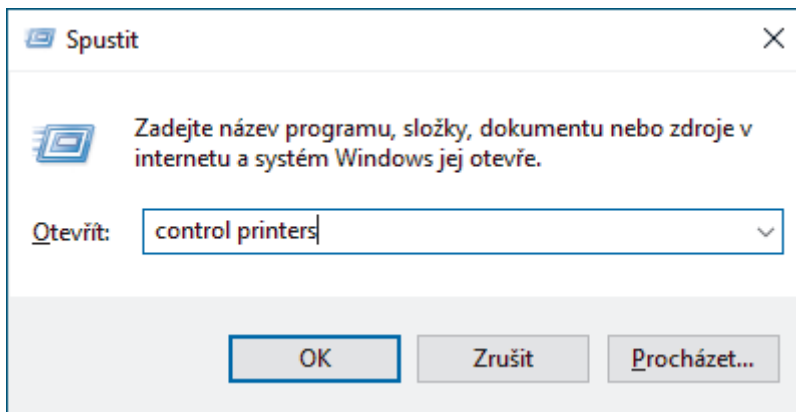 Spustit
Zadejte název programu, složky, dokumentu nebo zdroje v
internetu a systém Windows jej otevře.
Otevřít: control printers
OK Zrušit Procházet...